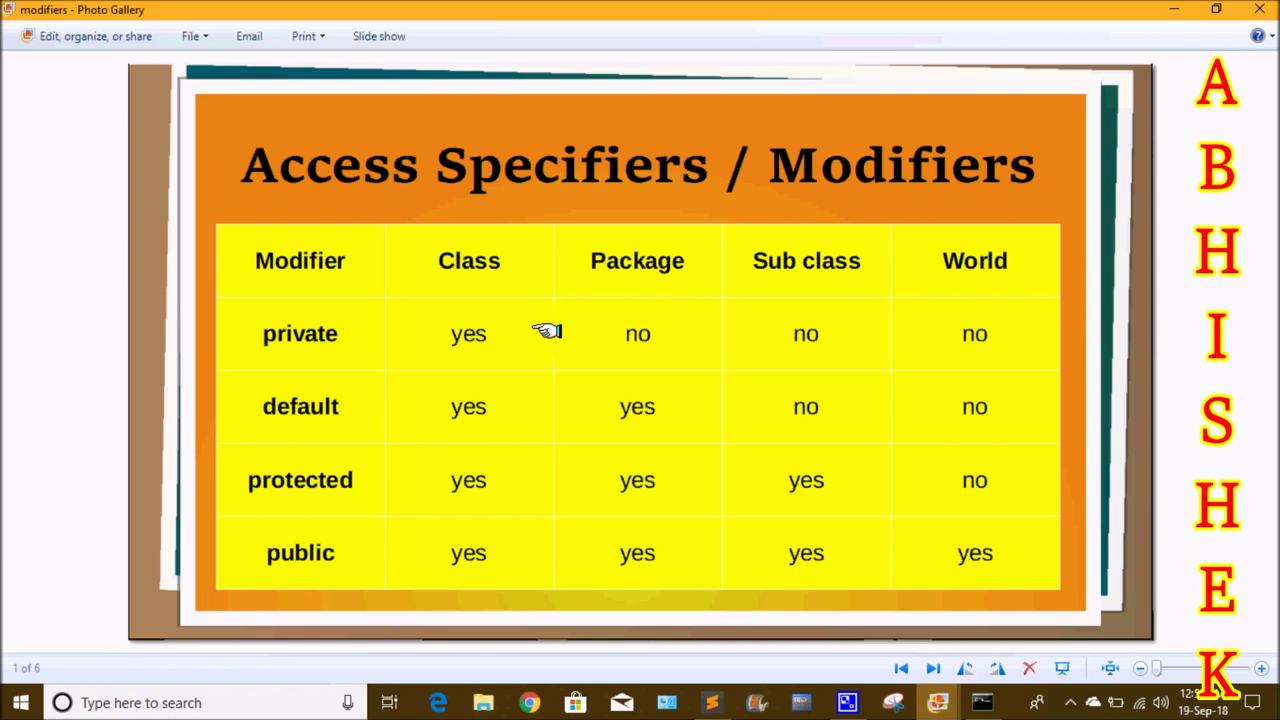 modifiers - Photo Gallery
Edit, organize, or share File Email Print Slide show
Access Specifiers / Modifiers
Modifier Class Package Sub class World
private yes no no no
default yes yes no no
protected yes yes yes no
public yes yes yes yes
A
B
H
I
S
H
E
K
1 of 6
Type here to search
19-Sep-18